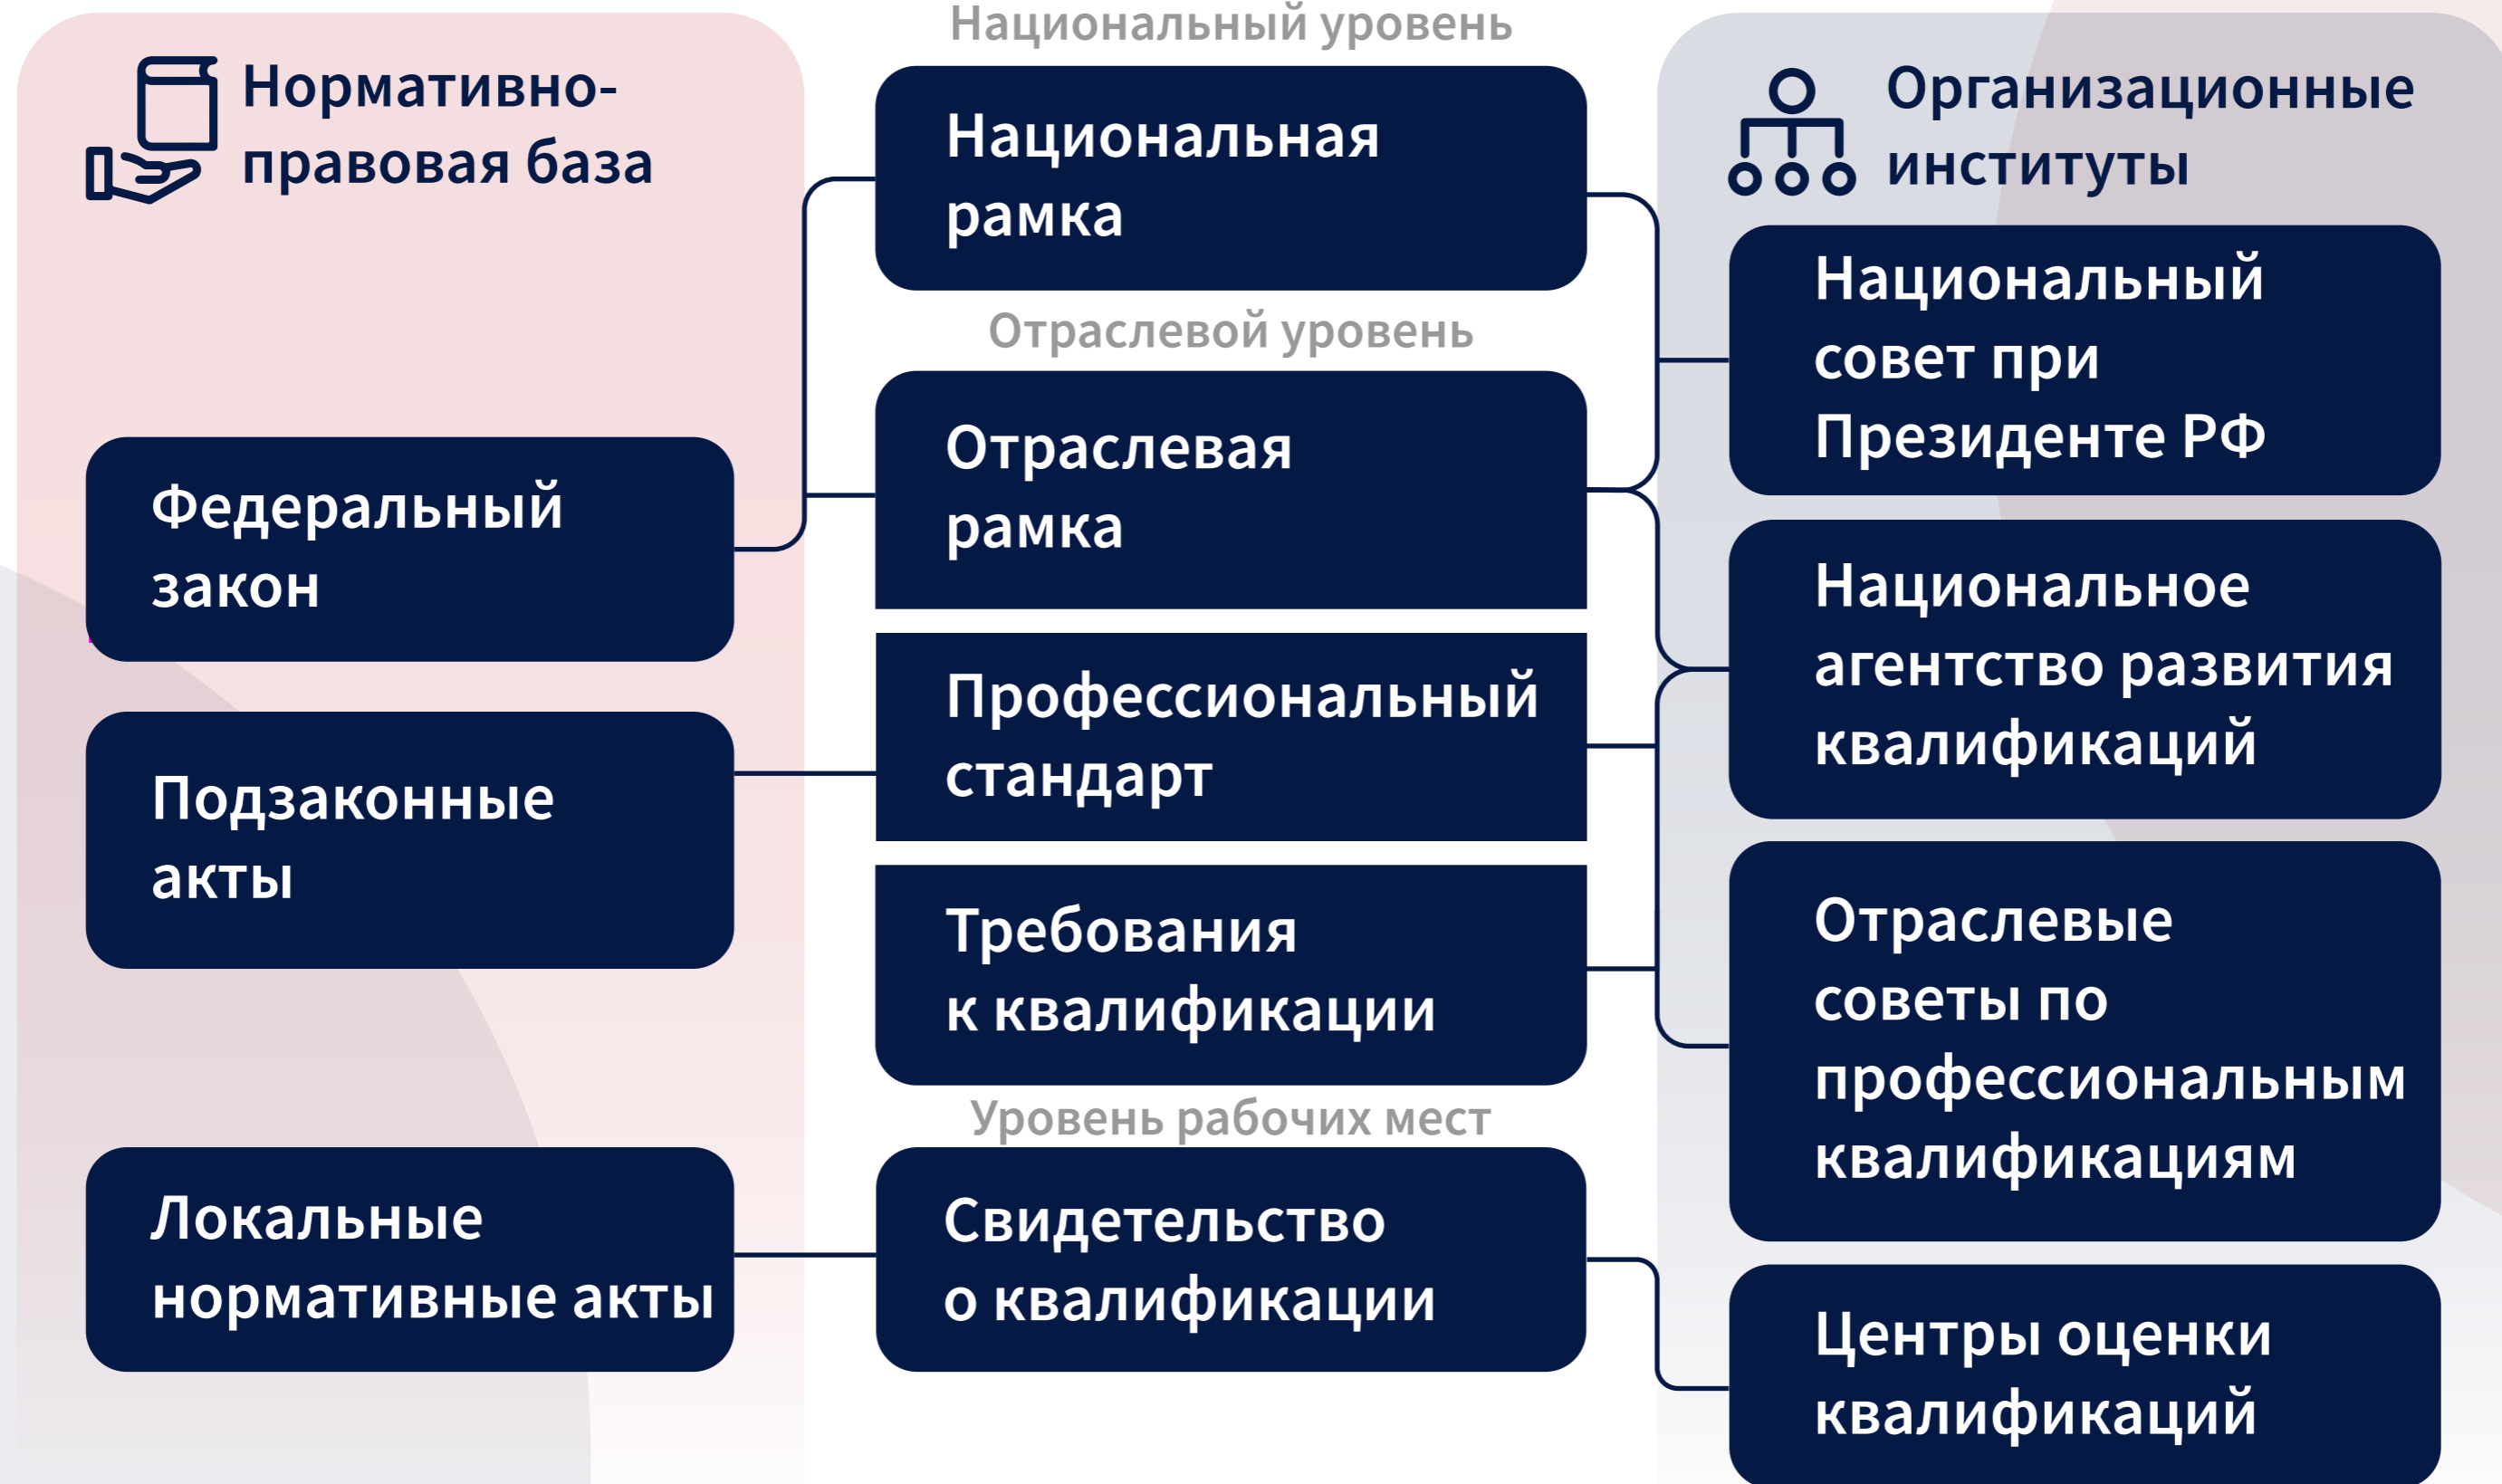 Нормативно-
правовая база
Федеральный
закон
Подзаконные
акты
Локальные
нормативные акты
Национальный уровень
Национальная
рамка
Отраслевой уровень
Отраслевая
рамка
Профессиональный
стандарт
Требования
к квалификации
Уровень рабочих мест
Свидетельство
о квалификации
Организационные
институты
Национальный
совет при
Президенте РФ
Национальное
агентство развития
квалификаций
Отраслевые
советы по
профессиональным
квалификациям
Центры оценки
квалификаций